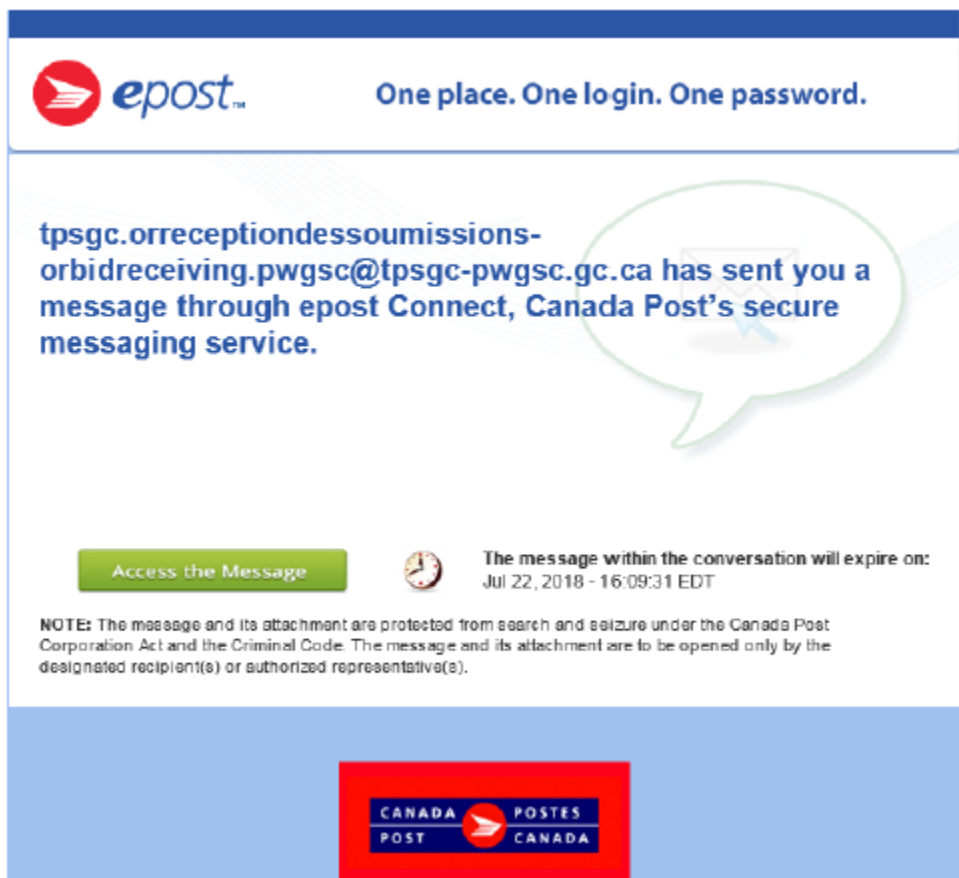 epost™
One place. One login. One password.
tpsgc.orreceptiondessoumissions-
orbidreceiving.pwgsc@tpsgc-pwgsc.gc.ca has sent you a
message through epost Connect, Canada Post's secure
messaging service.
Access the Message
The message within the conversation will expire on:
Jul 22, 2018 - 16:09:31 EDT
NOTE: The message and its attachment are protected from search and seizure under the Canada Post
Corporation Act and the Criminal Code. The message and its attachment are to be opened only by the
designated recipient(s) or authorized representative(s).
CANADA POSTES
POST CANADA